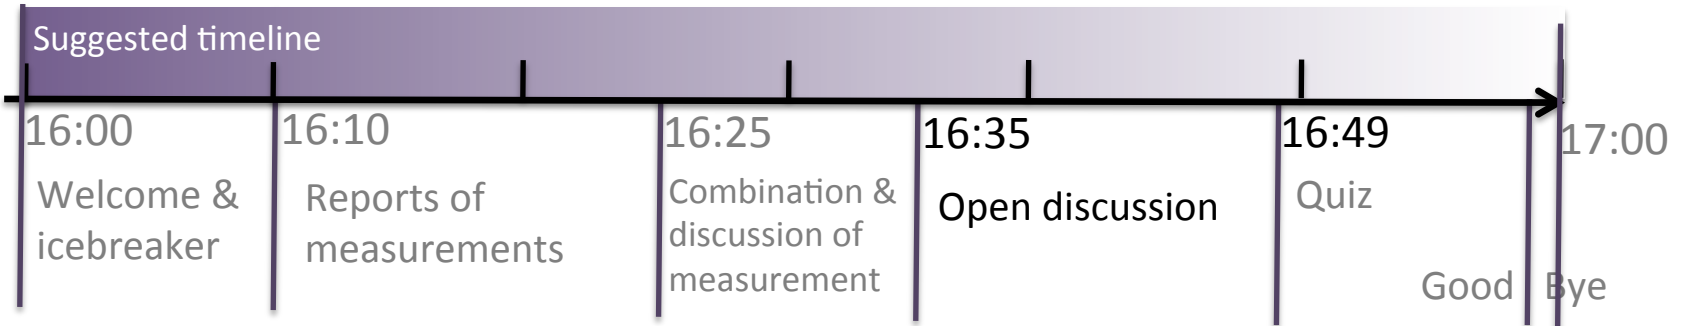 Suggested timeline
16:00
16:10
16:25
16:35
16:49
17:00
Welcome &
icebreaker
Reports of
measurements
Combination &
discussion of
measurement
Open discussion
Quiz
Good Bye